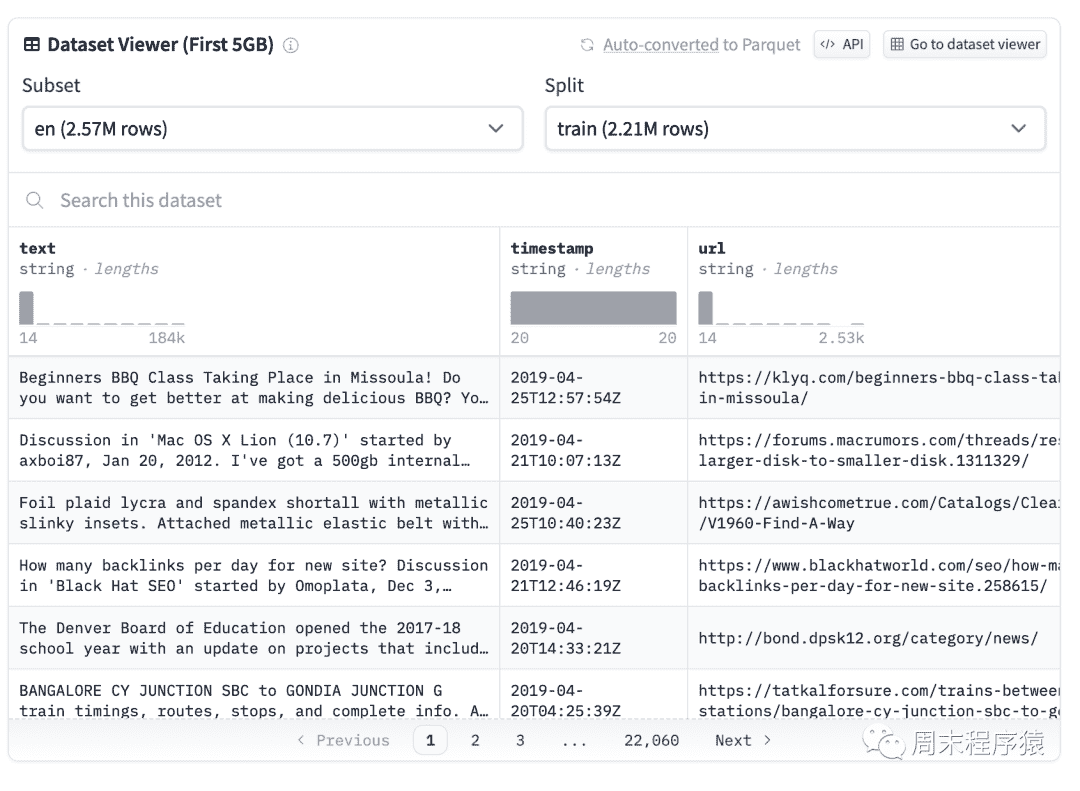 Dataset Viewer (First 5GB)
Auto-converted to Parquet
API
Go to dataset viewer
Subset
Split
en (2.57M rows)
train (2.21M rows)
Search this dataset
text
timestamp
url
string · lengths
string · lengths
string · lengths
14
184k
20
20
14
2.53k
Beginners BBQ Class Taking Place in Missoula! Do
you want to get better at making delicious BBQ? Yo…
2019-04-
25T12:57:54Z
https://klyq.com/beginners-bbq-class-tak
in-missoula/
Discussion in 'Mac OS X Lion (10.7)' started by
axboi87, Jan 20, 2012. I've got a 500gb internal…
2019-04-
21T10:07:13Z
https://forums.macrumors.com/threads/res
larger-disk-to-smaller-disk.1311329/
Foil plaid lycra and spandex shortall with metallic
slinky insets. Attached metallic elastic belt with…
2019-04-
25T10:40:23Z
https://awishcometrue.com/Catalogs/Clea
/V1960-Find-A-Way
How many backlinks per day for new site? Discussion
in 'Black Hat SEO' started by Omoplata, Dec 3,…
2019-04-
21T12:46:19Z
https://www.blackhatworld.com/seo/how-ma
backlinks-per-day-for-new-site.258615/
The Denver Board of Education opened the 2017-18
school year with an update on projects that includ…
2019-04-
20T14:33:21Z
http://bond.dpsk12.org/category/news/
BANGALORE CY JUNCTION SBC to GONDIA JUNCTION G
train timings, routes, stops, and complete info. A…
2019-04-
20T04:25:39Z
https://tatkalforsure.com/trains-between
stations/bangalore-cy-junction-sbc-to-go
Previous 1 2 3 ... 22,060 Next
周末程序猿